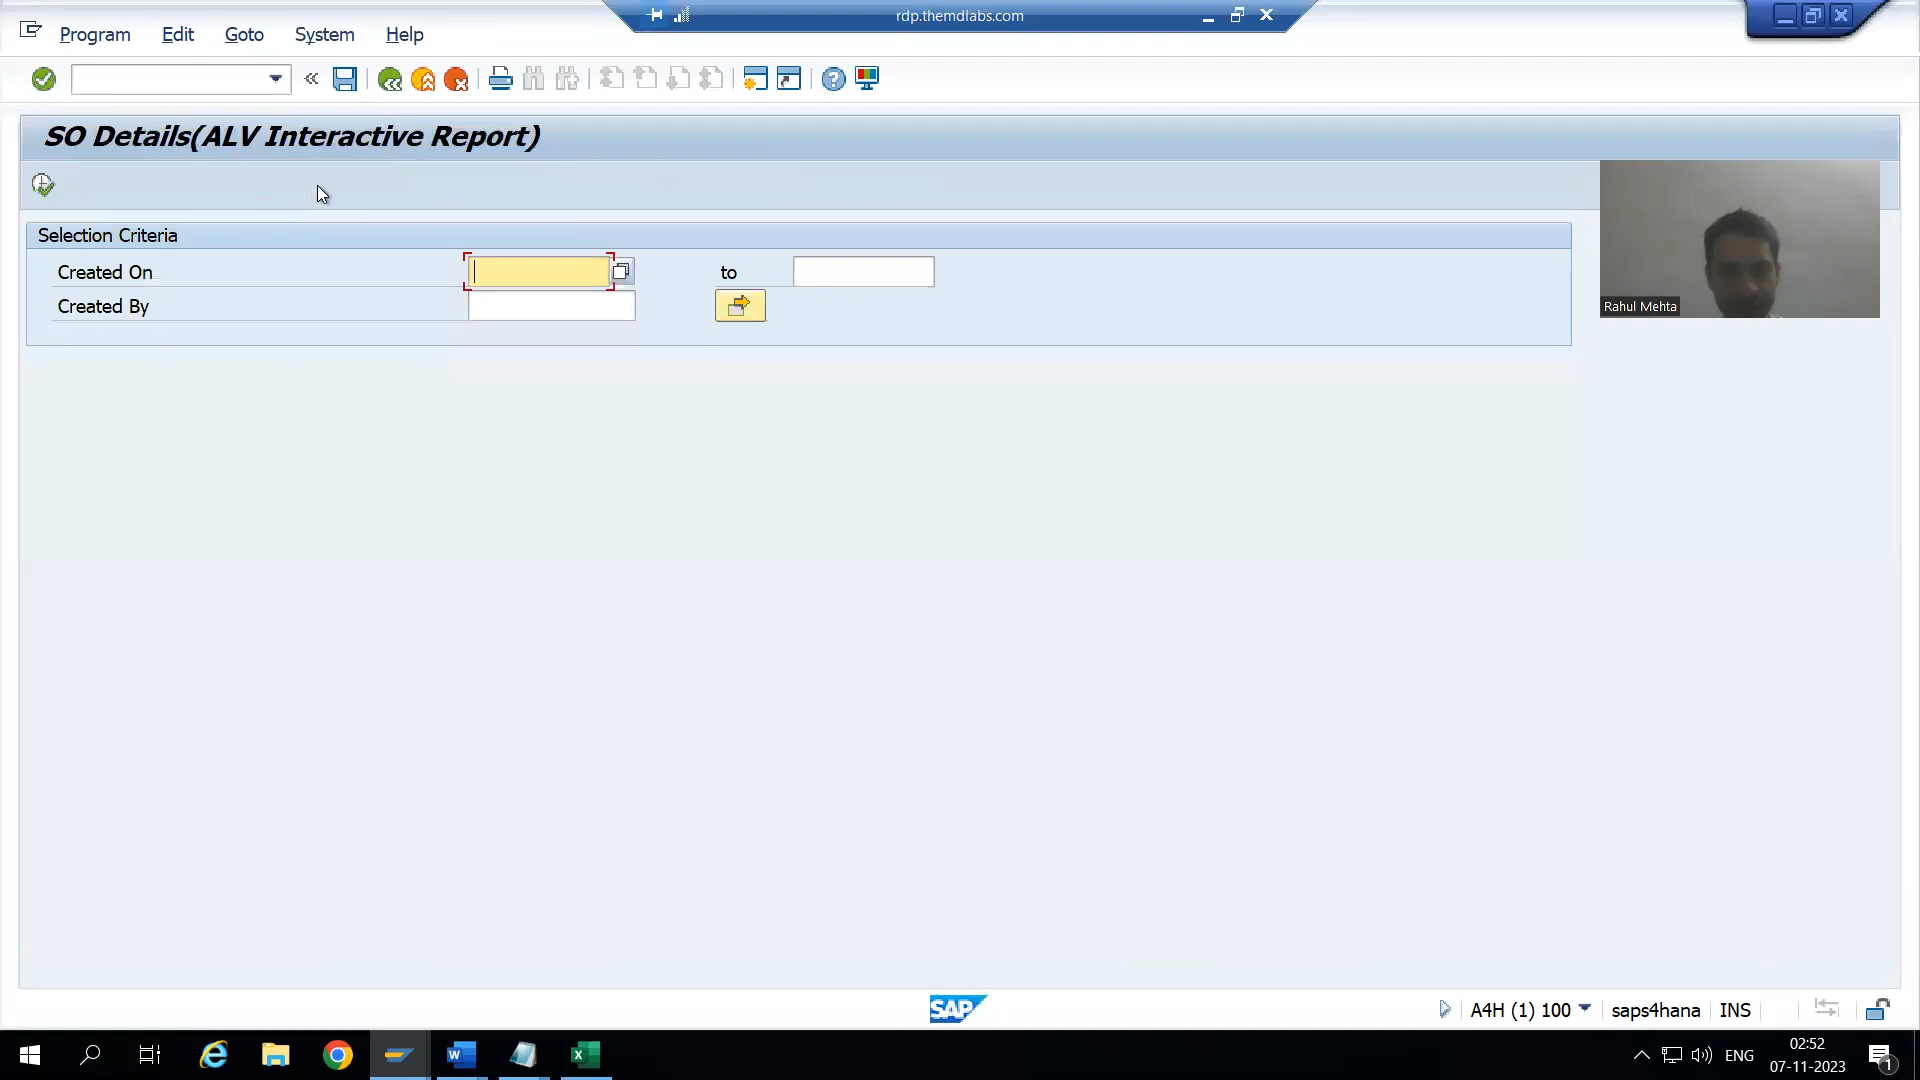 rdp.themdlabs.com
Program Edit Goto System Help
SO Details(ALV Interactive Report)
Selection Criteria
Created On to
Created By
Rahul Mehta
SAP A4H (1) 100 saps4hana INS
ENG 02:52
07-11-2023 1